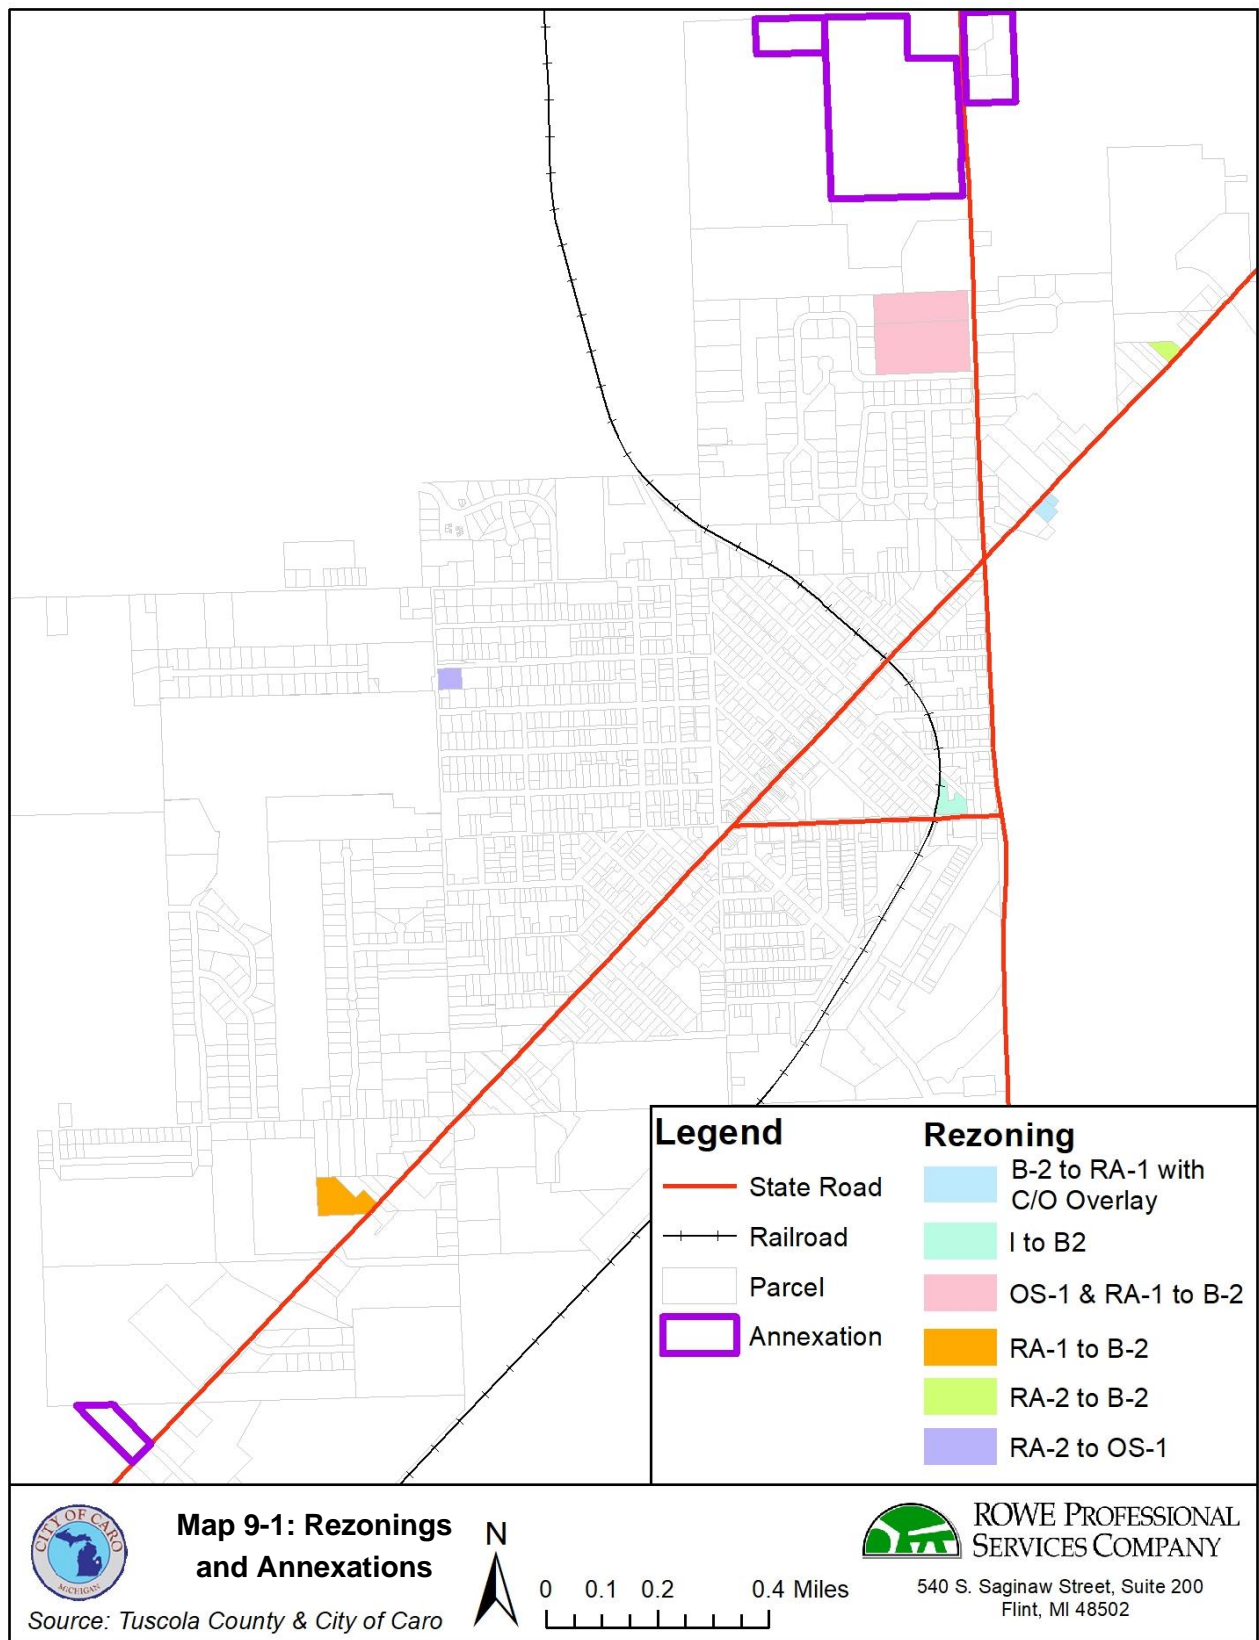 Legend
State Road
Railroad
Parcel
Annexation
Rezoning
B-2 to RA-1 with
C/O Overlay
I to B2
OS-1 & RA-1 to B-2
RA-1 to B-2
RA-2 to B-2
RA-2 to OS-1
CITY OF CARO
MICHIGAN
Map 9-1: Rezonings
and Annexations
Source: Tuscola County & City of Caro
N
0 0.1 0.2 0.4 Miles
ROWE PROFESSIONAL
SERVICES COMPANY
540 S. Saginaw Street, Suite 200
Flint, MI 48502